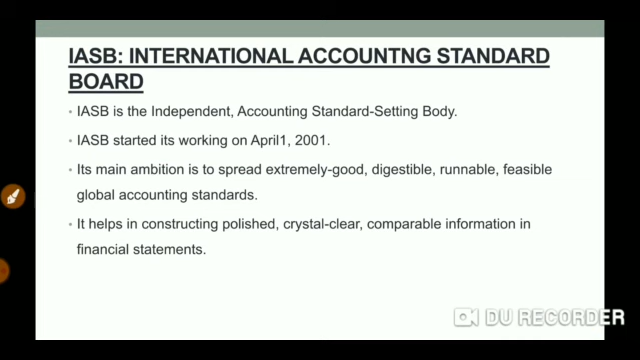 IASB: INTERNATIONAL ACCOUNTNG STANDARD
BOARD
• IASB is the Independent, Accounting Standard-Setting Body.
• IASB started its working on April1, 2001.
• Its main ambition is to spread extremely-good, digestible, runnable, feasible
global accounting standards.
• It helps in constructing polished, crystal-clear, comparable information in
financial statements.
DU RECORDER